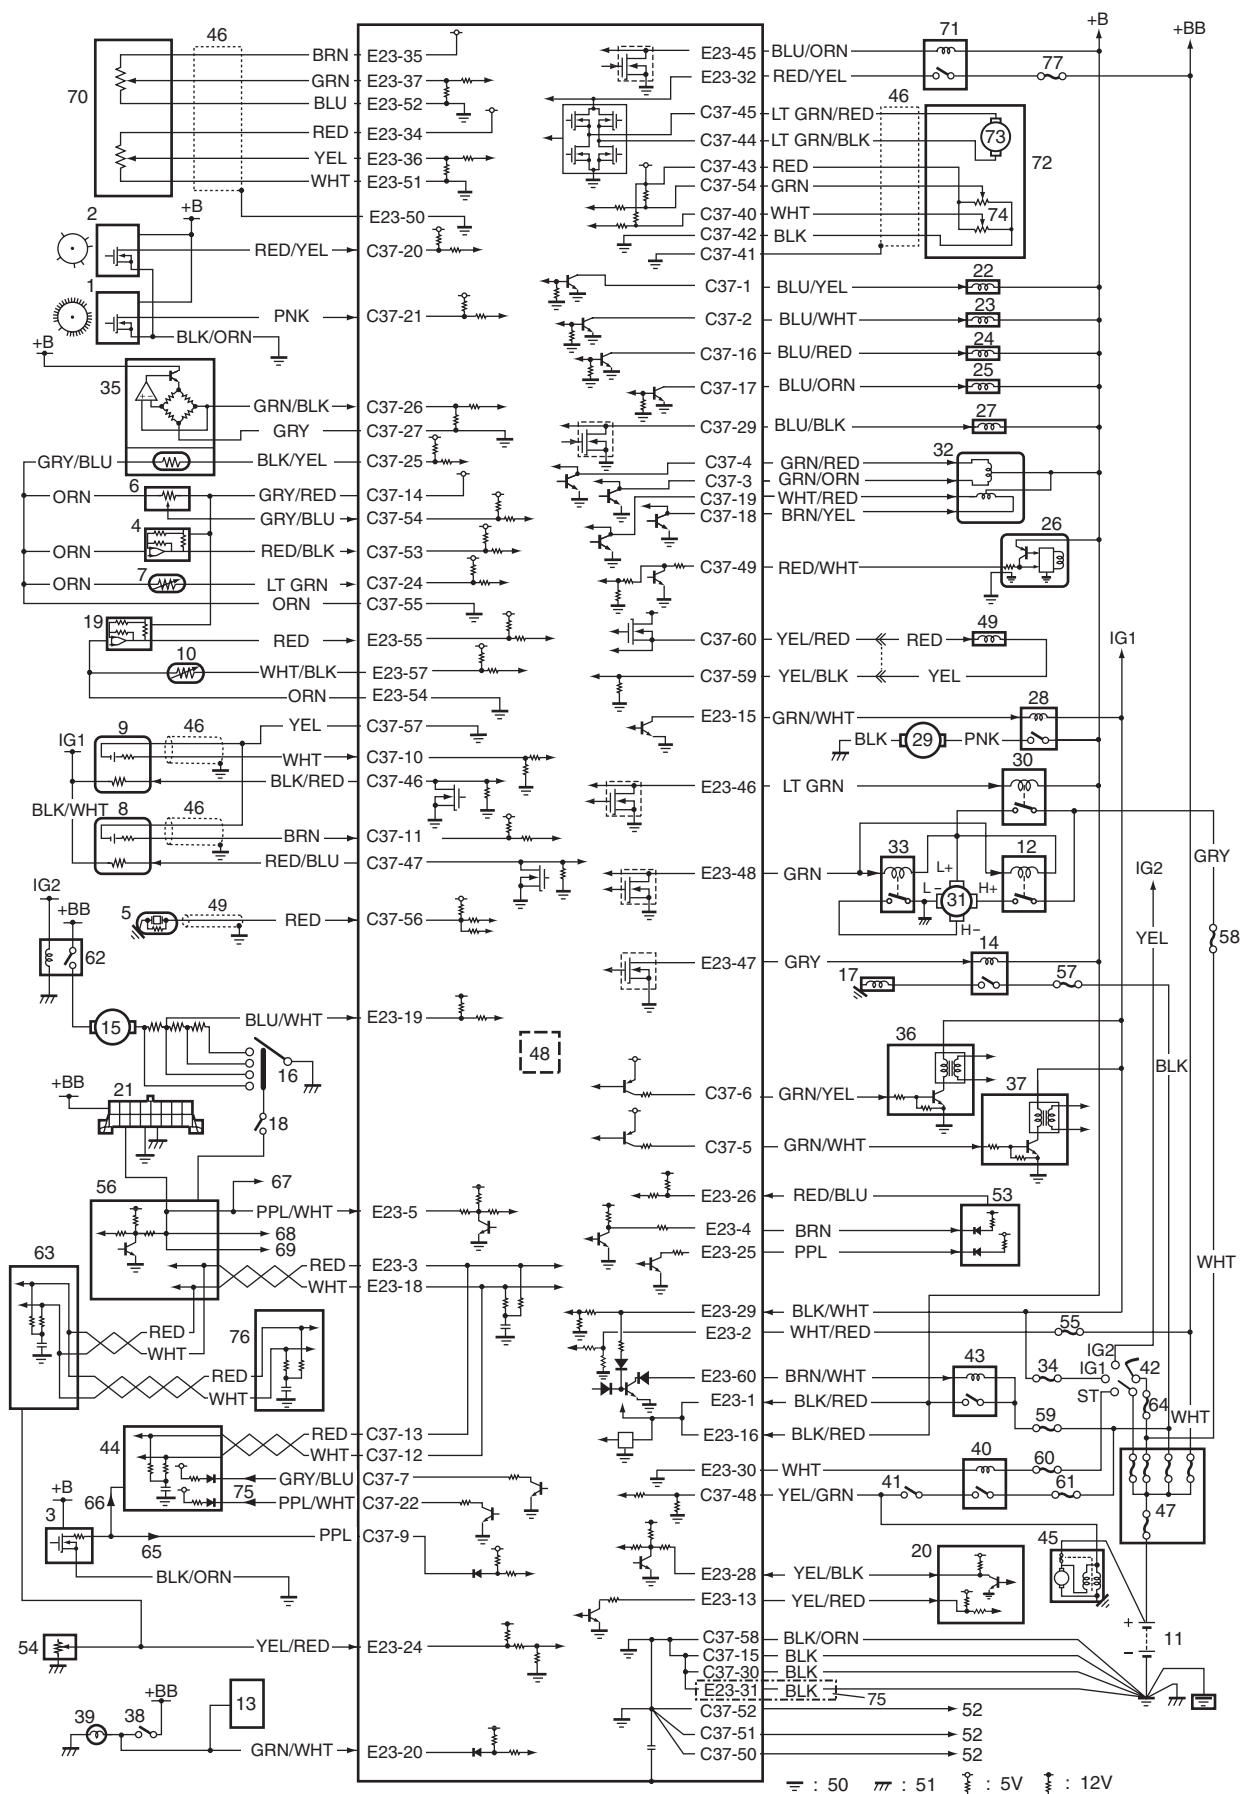 46
BRN E23-35
GRN E23-37
BLU E23-52
70
RED E23-34
YEL E23-36
WHT E23-51
E23-50
2 +B
RED/YEL C37-20
1
PNK C37-21
BLK/ORN
+B
35
GRN/BLK C37-26
GRY C37-27
GRY/BLU BLK/YEL C37-25
ORN 6 GRY/RED C37-14
GRY/BLU C37-54
4
ORN RED/BLK C37-53
ORN 7 LT GRN C37-24
ORN C37-55
19
RED E23-55
10
WHT/BLK E23-57
ORN E23-54
YEL C37-57
IG1 9 46
WHT C37-10
BLK/RED C37-46
BLK/WHT 8 46
BRN C37-11
RED/BLU C37-47
IG2
+BB
5 49 RED C37-56
62
15 BLU/WHT E23-19
16
+BB
21
18
48
56 67
PPL/WHT E23-5
68
69
63
RED E23-3
WHT E23-18
RED
WHT
76
RED
WHT
44
RED C37-13
WHT C37-12
GRY/BLU C37-7
75 PPL/WHT C37-22
+B
66
3
PPL C37-9
65
BLK/ORN
54 YEL/RED E23-24
13
+BB
39 38
GRN/WHT E23-20
E23-45 BLU/ORN 71
+B
+BB
E23-32 RED/YEL 77
46
C37-45 LT GRN/RED
73
C37-44 LT GRN/BLK
72
C37-43 RED
C37-54 GRN
C37-40 WHT 74
C37-42 BLK
C37-41
C37-1 BLU/YEL 22
C37-2 BLU/WHT 23
C37-16 BLU/RED 24
C37-17 BLU/ORN 25
C37-29 BLU/BLK 27
C37-4 GRN/RED 32
C37-3 GRN/ORN
C37-19 WHT/RED
C37-18 BRN/YEL
26
C37-49 RED/WHT
C37-60 YEL/RED RED 49
IG1
C37-59 YEL/BLK YEL
E23-15 GRN/WHT 28
BLK 29 PNK
30
E23-46 LT GRN
33 12
GRY
IG2
E23-48 GRN
L+
L- 31 H+
H-
YEL
58
E23-47 GRY 14
17 57
36
BLK
37
C37-6 GRN/YEL
C37-5 GRN/WHT
E23-26 RED/BLU 53
E23-4 BRN
E23-25 PPL
WHT
E23-29 BLK/WHT
E23-2 WHT/RED 55
IG2
IG1 42
43 34
E23-60 BRN/WHT
ST
E23-1 BLK/RED
64
WHT
59
E23-16 BLK/RED
40
E23-30 WHT 60
41 61
C37-48 YEL/GRN
47
20 45
E23-28 YEL/BLK
E23-13 YEL/RED
+
- 11
C37-58 BLK/ORN
C37-15 BLK
C37-30 BLK
E23-31 BLK
75
C37-52 52
C37-51 52
C37-50 52
: 50 : 51 : 5V : 12V